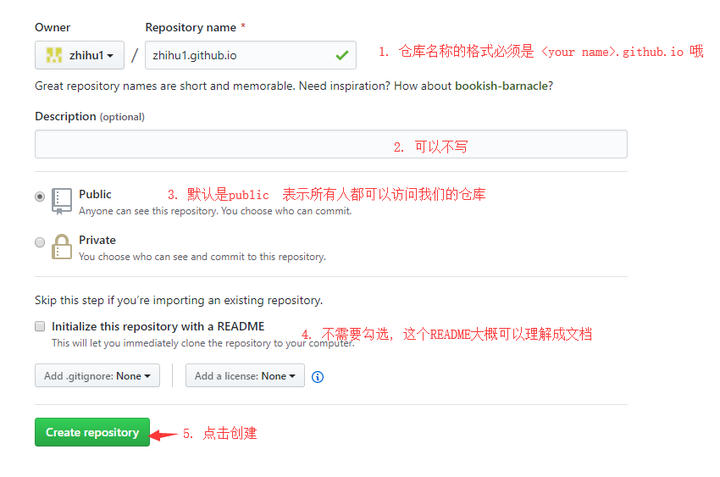 Owner
Repository name *
zhihu1 / zhihu1.github.io
1. 仓库名称的格式必须是 <your name>.github.io 哦
Great repository names are short and memorable. Need inspiration? How about bookish-barnacle?
Description (optional)
2. 可以不写
Public
3. 默认是public 表示所有人都可以访问我们的仓库
Anyone can see this repository. You choose who can commit.
Private
You choose who can see and commit to this repository.
Skip this step if you're importing an existing repository.
Initialize this repository with a README
4. 不需要勾选, 这个README大概可以理解成文档
This will let you immediately clone the repository to your computer.
Add .gitignore: None
Add a license: None
Create repository
5. 点击创建